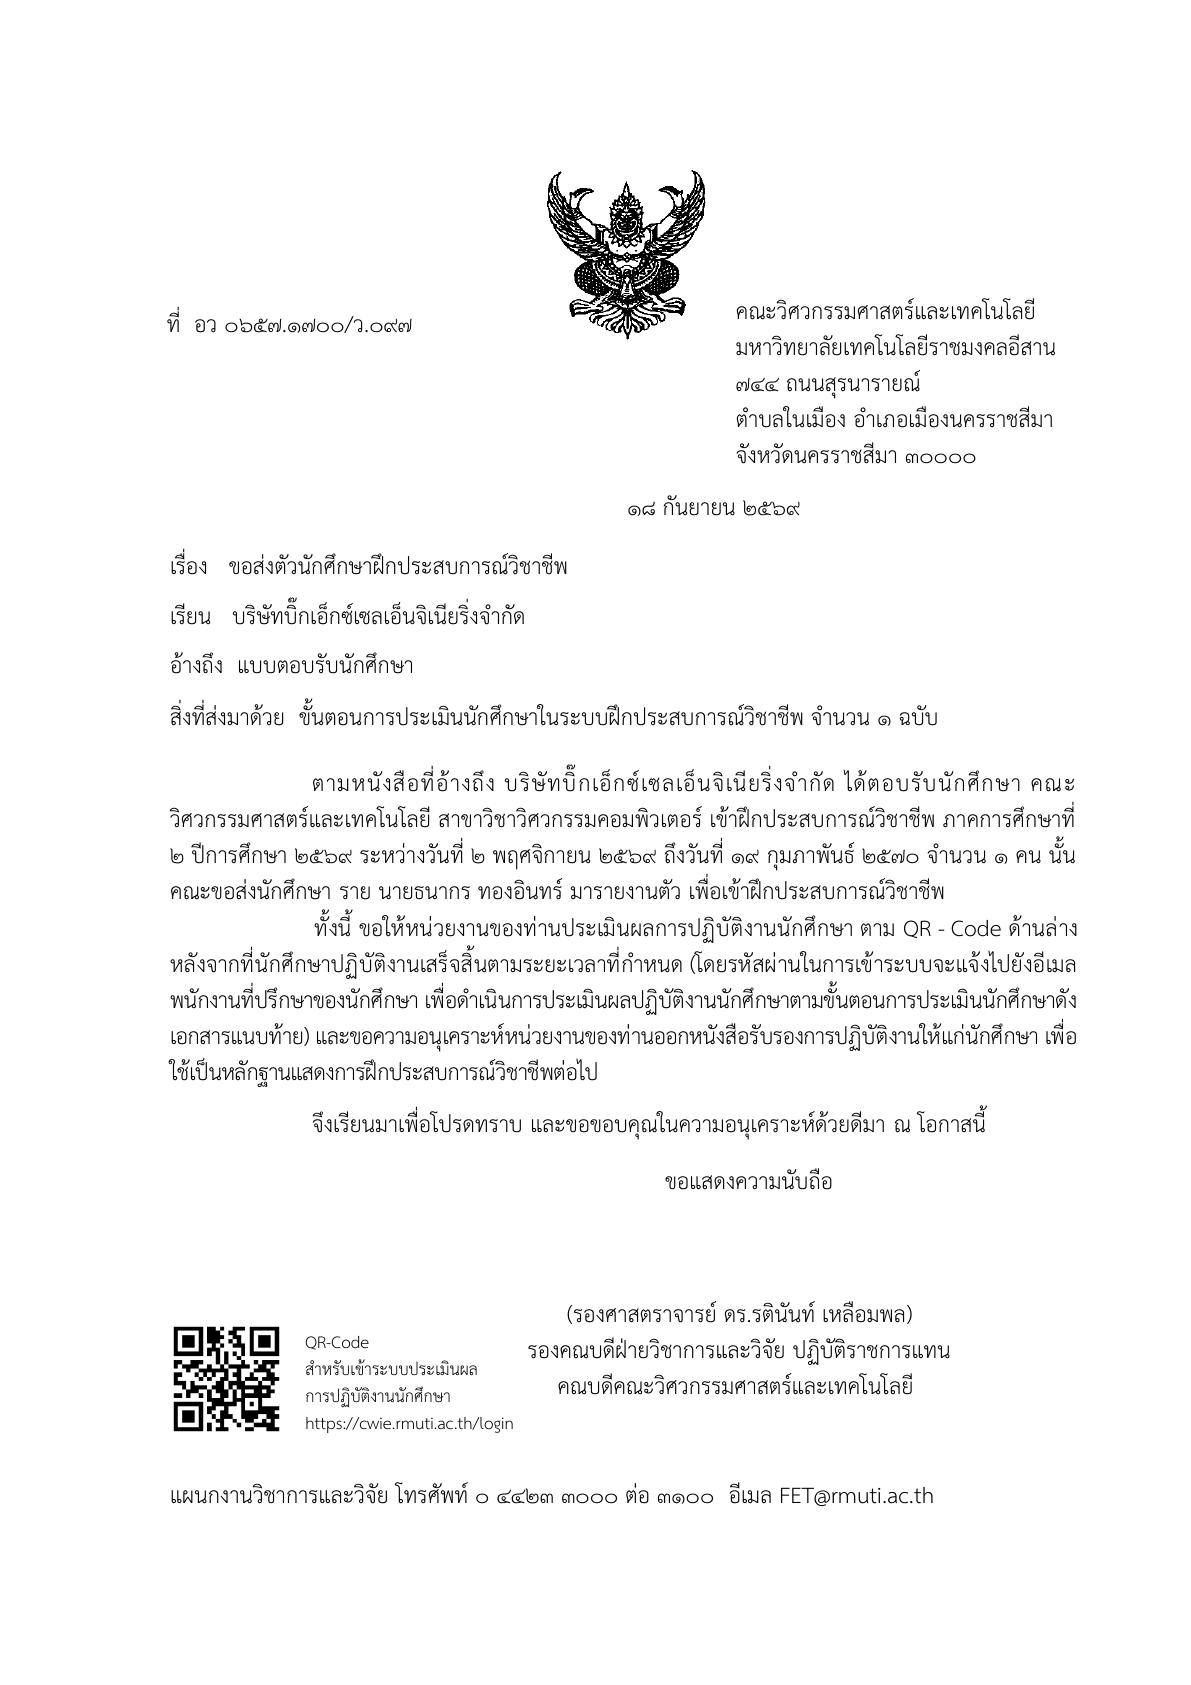 ที่ อว ๐๖๕๗.๑๗๐๐/ว.๐๙๗
คณะวิศวกรรมศาสตร์และเทคโนโลยี
มหาวิทยาลัยเทคโนโลยีราชมงคลอีสาน
๗๔๔ ถนนสุรนารายณ์
ตำบลในเมือง อำเภอเมืองนครราชสีมา
จังหวัดนครราชสีมา ๓๐๐๐๐
๑๘ กันยายน ๒๕๖๙
เรื่อง ขอส่งตัวนักศึกษาฝึกประสบการณ์วิชาชีพ
เรียน บริษัทบิ๊กเอ็กซ์เซลเอ็นจิเนียริ่งจำกัด
อ้างถึง แบบตอบรับนักศึกษา
สิ่งที่ส่งมาด้วย ขั้นตอนการประเมินนักศึกษาในระบบฝึกประสบการณ์วิชาชีพ จำนวน ๑ ฉบับ
ตามหนังสือที่อ้างถึง บริษัทบิ๊กเอ็กซ์เซลเอ็นจิเนียริ่งจำกัด ได้ตอบรับนักศึกษา คณะ
วิศวกรรมศาสตร์และเทคโนโลยี สาขาวิชาวิศวกรรมคอมพิวเตอร์ เข้าฝึกประสบการณ์วิชาชีพ ภาคการศึกษาที่
๒ ปีการศึกษา ๒๕๖๙ ระหว่างวันที่ ๒ พฤศจิกายน ๒๕๖๙ ถึงวันที่ ๑๙ กุมภาพันธ์ ๒๕๗๐ จำนวน ๑ คน นั้น
คณะขอส่งนักศึกษา ราย นายธนากร ทองอินทร์ มารายงานตัว เพื่อเข้าฝึกประสบการณ์วิชาชีพ
ทั้งนี้ ขอให้หน่วยงานของท่านประเมินผลการปฏิบัติงานนักศึกษา ตาม QR - Code ด้านล่าง
หลังจากที่นักศึกษาปฏิบัติงานเสร็จสิ้นตามระยะเวลาที่กำหนด (โดยรหัสผ่านในการเข้าระบบจะแจ้งไปยังอีเมล
พนักงานที่ปรึกษาของนักศึกษา เพื่อดำเนินการประเมินผลปฏิบัติงานนักศึกษาตามขั้นตอนการประเมินนักศึกษาดัง
เอกสารแนบท้าย) และขอความอนุเคราะห์หน่วยงานของท่านออกหนังสือรับรองการปฏิบัติงานให้แก่นักศึกษา เพื่อ
ใช้เป็นหลักฐานแสดงการฝึกประสบการณ์วิชาชีพต่อไป
จึงเรียนมาเพื่อโปรดทราบ และขอขอบคุณในความอนุเคราะห์ด้วยดีมา ณ โอกาสนี้
ขอแสดงความนับถือ
(รองศาสตราจารย์ ดร.รตินันท์ เหลือมพล)
รองคณบดีฝ่ายวิชาการและวิจัย ปฏิบัติราชการแทน
คณบดีคณะวิศวกรรมศาสตร์และเทคโนโลยี
QR-Code
สำหรับเข้าระบบประเมินผล
การปฏิบัติงานนักศึกษา
https://cwie.rmuti.ac.th/login
แผนกงานวิชาการและวิจัย โทรศัพท์ ๐ ๔๔๒๓ ๓๐๐๐ ต่อ ๓๑๐๐ อีเมล FET@rmuti.ac.th